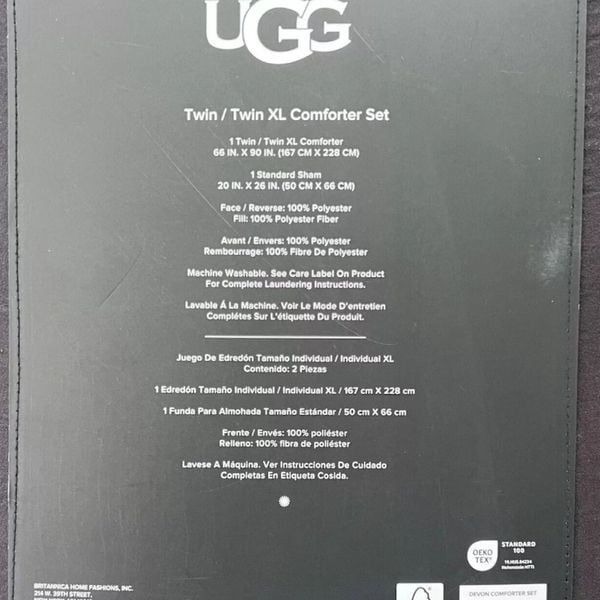 UGG
Twin / Twin XL Comforter Set
1 Twin / Twin XL Comforter
66 IN. X 90 IN. (167 CM X 228 CM)
1 Standard Sham
20 IN. X 26 IN. (50 CM X 66 CM)
Face / Reverse: 100% Polyester
Fill: 100% Polyester Fiber
Avant / Envers: 100% Polyester
Rembourrage: 100% Fibre De Polyester
Machine Washable. See Care Label On Product
For Complete Laundering Instructions.
Lavable Á La Machine. Voir Le Mode D'entretien
Complétes Sur L'étiquette Du Produit.
Juego De Edredón Tamaño Individual / Individual XL
Contenido: 2 Piezas
1 Edredón Tamaño Individual / Individual XL / 167 cm X 228 cm
1 Funda Para Almohada Tamaño Estándar / 50 cm X 66 cm
Frente / Envés: 100% poliéster
Relleno: 100% fibra de poliéster
Lavese A Máquina. Ver Instrucciones De Cuidado
Completas En Etiqueta Cosida.
OEKO
TEX®
STANDARD
100
Hohenstein HTTI
BRITANNICA HOME FASHIONS, INC.
214 W. 39TH STREET,
DEVON COMFORTER SET